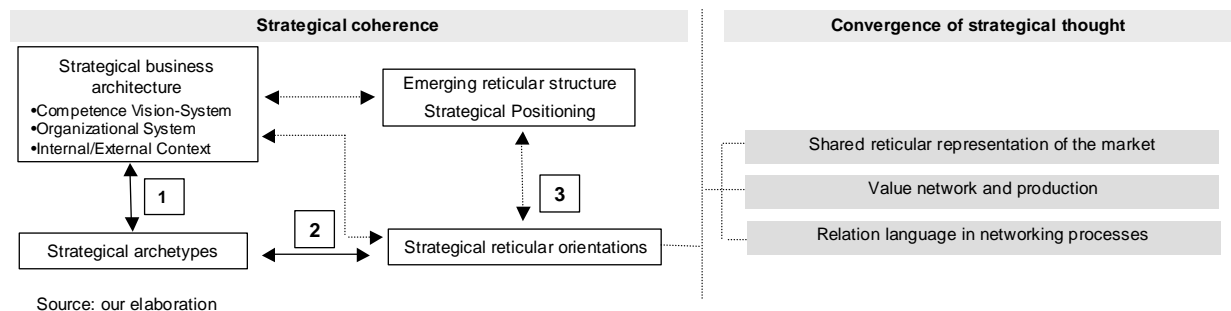 Strategical coherence
Convergence of strategical thought
Strategical business
architecture
•Competence Vision-System
•Organizational System
•Internal/External Context
Emerging reticular structure
Strategical Positioning
Shared reticular representation of the market
Value network and production
Relation language in networking processes
1
3
2
Strategical archetypes
Strategical reticular orientations
Source: our elaboration